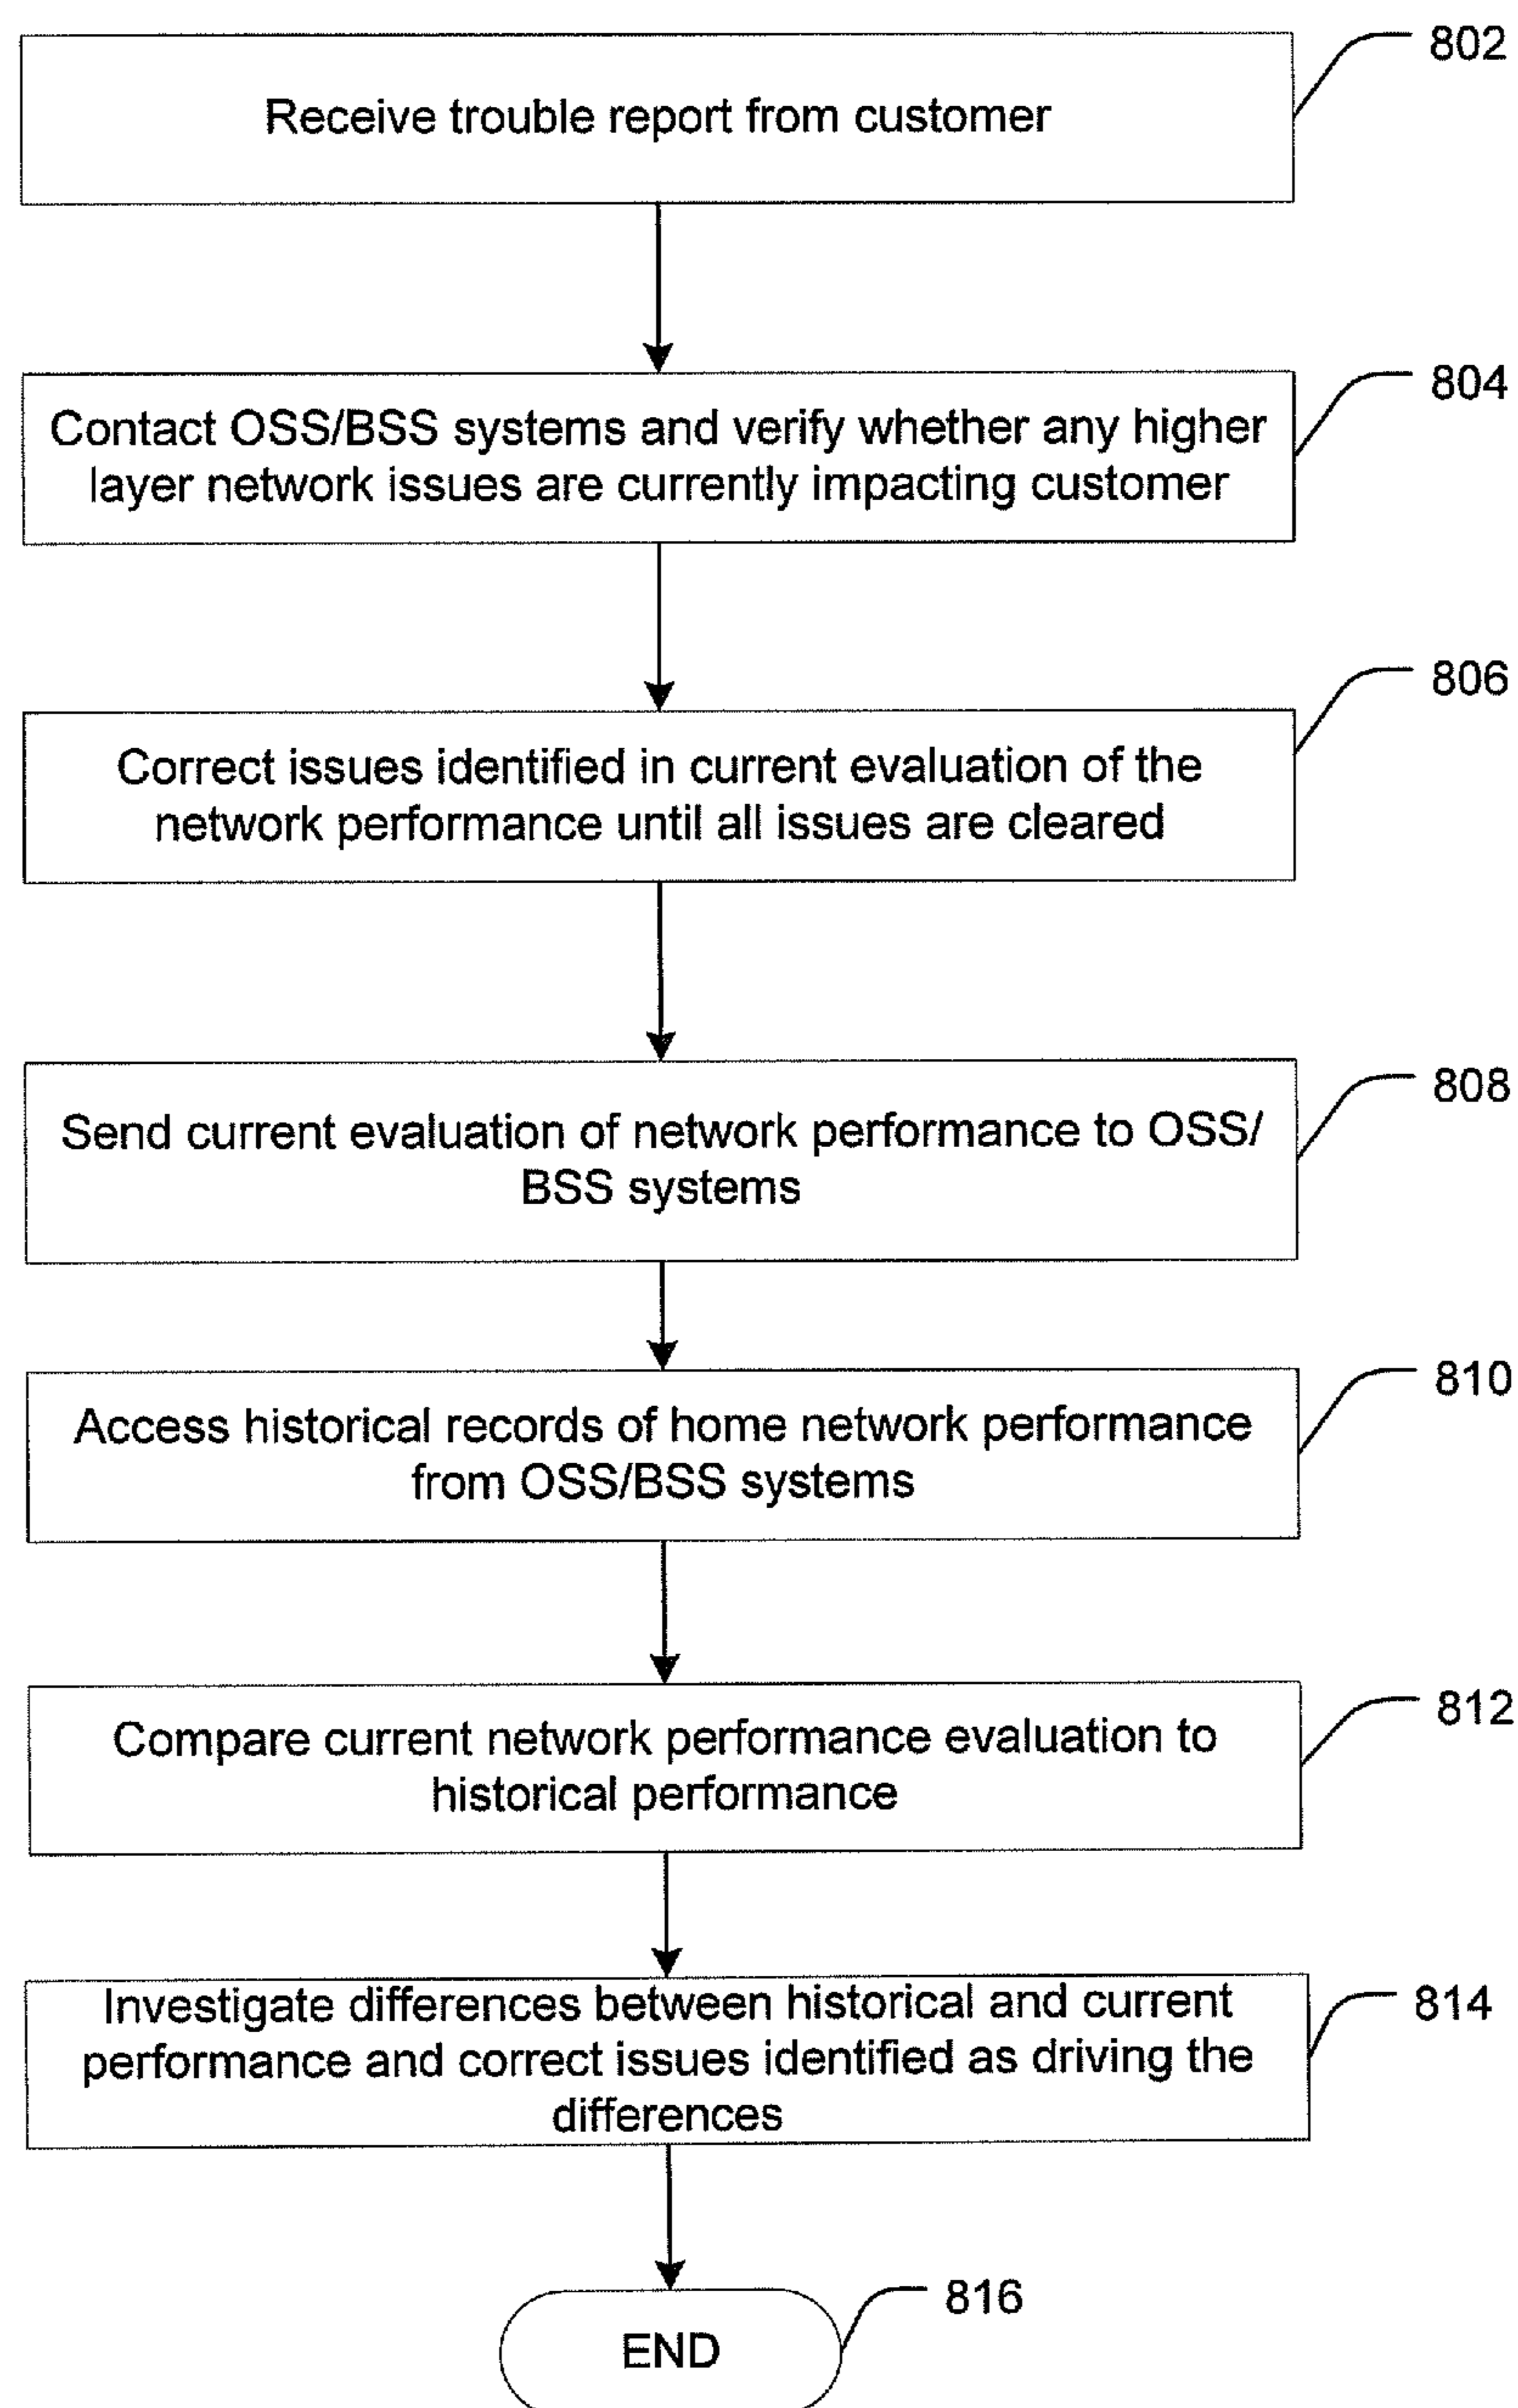 802
Receive trouble report from customer
804
Contact OSS/BSS systems and verify whether any higher
layer network issues are currently impacting customer
806
Correct issues identified in current evaluation of the
network performance until all issues are cleared
808
Send current evaluation of network performance to OSS/
BSS systems
810
Access historical records of home network performance
from OSS/BSS systems
812
Compare current network performance evaluation to
historical performance
814
Investigate differences between historical and current
performance and correct issues identified as driving the
differences
816
END